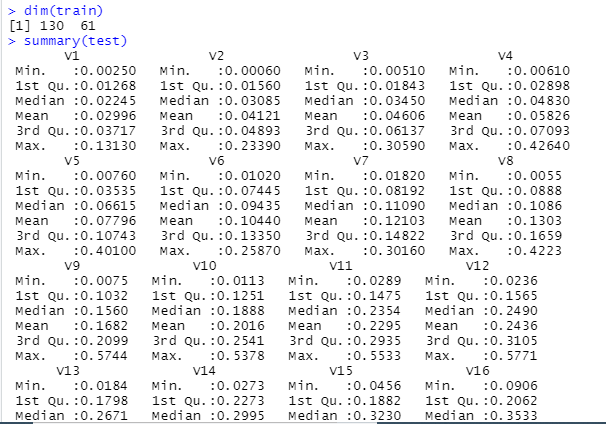 > dim(train)
[1] 130  61
> summary(test)
       V1                V2                V3                V4
 Min.   :0.00250   Min.   :0.00060   Min.   :0.00510   Min.   :0.00610
 1st Qu.:0.01268   1st Qu.:0.01560   1st Qu.:0.01843   1st Qu.:0.02898
 Median :0.02245   Median :0.03085   Median :0.03450   Median :0.04830
 Mean   :0.02996   Mean   :0.04121   Mean   :0.04606   Mean   :0.05826
 3rd Qu.:0.03717   3rd Qu.:0.04893   3rd Qu.:0.06137   3rd Qu.:0.07093
 Max.   :0.13130   Max.   :0.23390   Max.   :0.30590   Max.   :0.42640
       V5                V6                V7                V8
 Min.   :0.00760   Min.   :0.01020   Min.   :0.01820   Min.   :0.0055
 1st Qu.:0.03535   1st Qu.:0.07445   1st Qu.:0.08192   1st Qu.:0.0888
 Median :0.06615   Median :0.09435   Median :0.11090   Median :0.1086
 Mean   :0.07796   Mean   :0.10440   Mean   :0.12103   Mean   :0.1303
 3rd Qu.:0.10743   3rd Qu.:0.13350   3rd Qu.:0.14822   3rd Qu.:0.1659
 Max.   :0.40100   Max.   :0.25870   Max.   :0.30160   Max.   :0.4223
       V9              V10              V11              V12
 Min.   :0.0075   Min.   :0.0113   Min.   :0.0289   Min.   :0.0236
 1st Qu.:0.1032   1st Qu.:0.1251   1st Qu.:0.1475   1st Qu.:0.1565
 Median :0.1560   Median :0.1888   Median :0.2354   Median :0.2490
 Mean   :0.1682   Mean   :0.2016   Mean   :0.2295   Mean   :0.2436
 3rd Qu.:0.2099   3rd Qu.:0.2541   3rd Qu.:0.2935   3rd Qu.:0.3105
 Max.   :0.5744   Max.   :0.5378   Max.   :0.5533   Max.   :0.5771
      V13              V14              V15              V16
 Min.   :0.0184   Min.   :0.0273   Min.   :0.0456   Min.   :0.0906
 1st Qu.:0.1798   1st Qu.:0.2273   1st Qu.:0.1882   1st Qu.:0.2062
 Median :0.2671   Median :0.2995   Median :0.3230   Median :0.3533